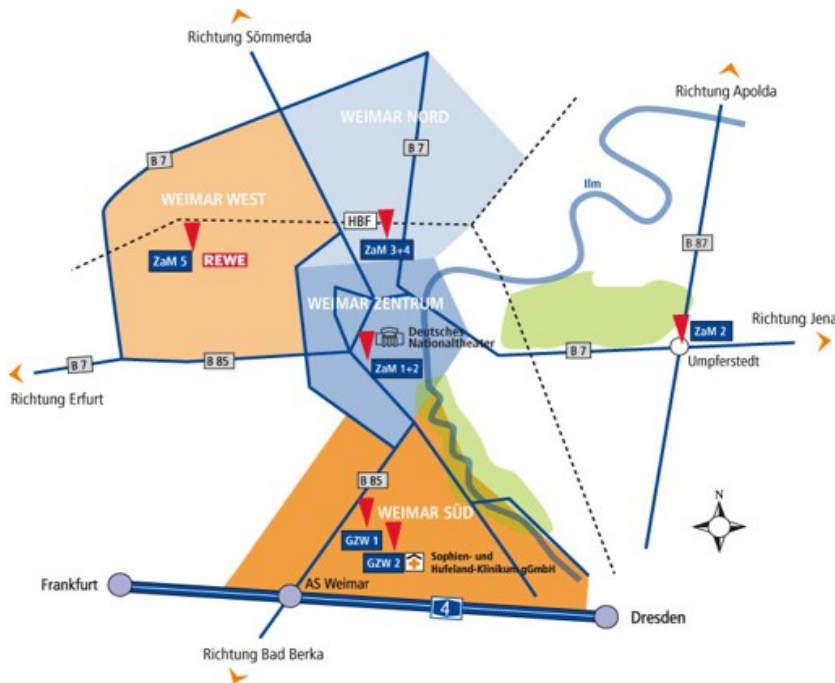 Richtung Sömmerda
Richtung Apolda
WEIMAR NORD
B 7
B 7
WEIMAR WEST
Ilm
HBF
ZaM 3+4
ZaM 5
REWE
B 87
WEIMAR ZENTRUM
Richtung Jena
ZaM 2
Deutsches
Nationaltheater
B 7
B 85
B 7
Umpferstedt
ZaM 1+2
Richtung Erfurt
B 85
WEIMAR SÜD
N
GZW 1
GZW 2
Sophien- und
Hufeland-Klinikum gGmbH
Frankfurt
AS Weimar
4
Dresden
Richtung Bad Berka